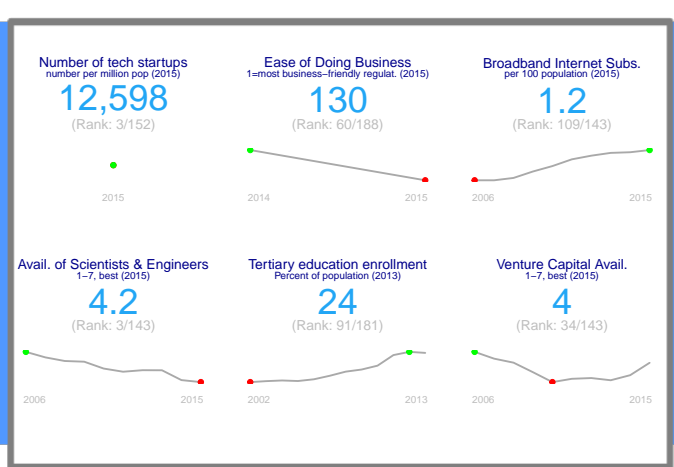 Number of tech startups
number per million pop (2015)
12,598
(Rank: 3/152)
2015
Ease of Doing Business
1=most business−friendly regulat. (2015)
130
(Rank: 60/188)
2014 2015
Broadband Internet Subs.
per 100 population (2015)
1.2
(Rank: 109/143)
2006 2015
Avail. of Scientists & Engineers
1−7, best (2015)
4.2
(Rank: 3/143)
2006 2015
Tertiary education enrollment
Percent of population (2013)
24
(Rank: 91/181)
2002 2013
Venture Capital Avail.
1−7, best (2015)
4
(Rank: 34/143)
2006 2015